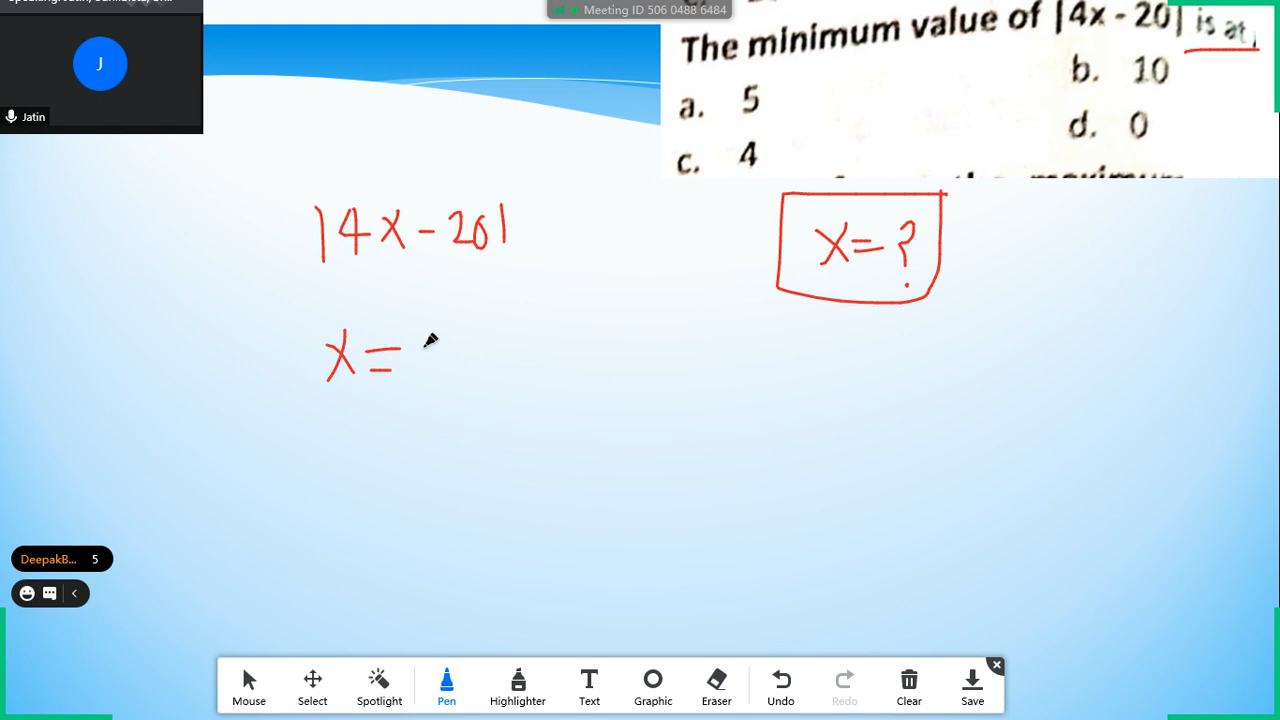 Meeting ID 506 0488 6484
J
Jatin
The minimum value of |4x - 20| is at,
a. 5
b. 10
c. 4
d. 0
|4x - 20|
x = ?
x =
DeepakB... 5
Mouse
Select
Spotlight
Pen
Highlighter
Text
Graphic
Eraser
Undo
Redo
Clear
Save